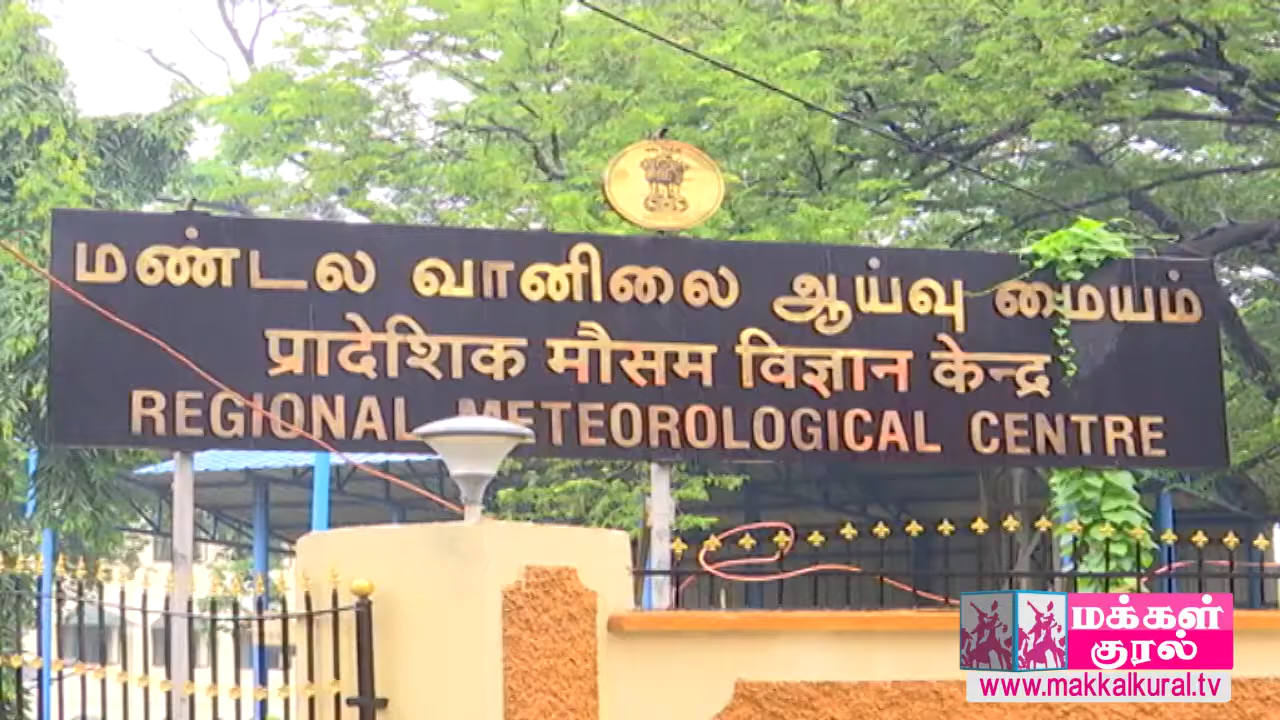 மண்டல வானிலை ஆய்வு மையம்
प्रादेशिक मौसम विज्ञान केन्द्र
REGIONAL METEOROLOGICAL CENTRE
மக்கள்
குரல்
www.makkalkural.tv